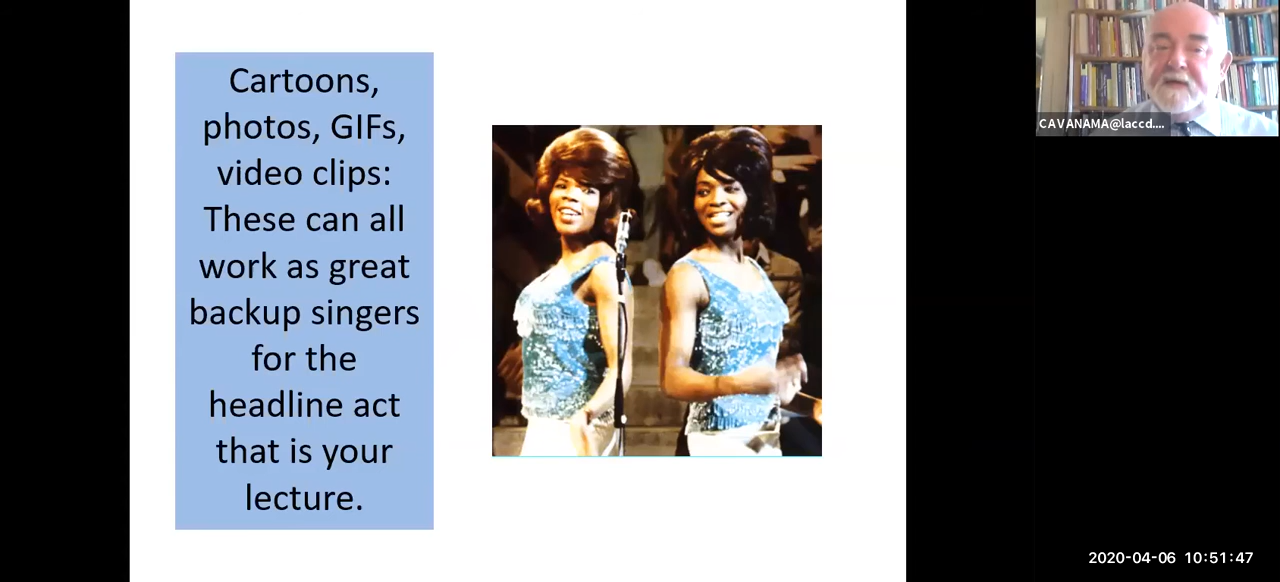 Cartoons,
photos, GIFs,
video clips:
These can all
work as great
backup singers
for the
headline act
that is your
lecture.
CAVANAMA@laccd....
2020-04-06 10:51:47